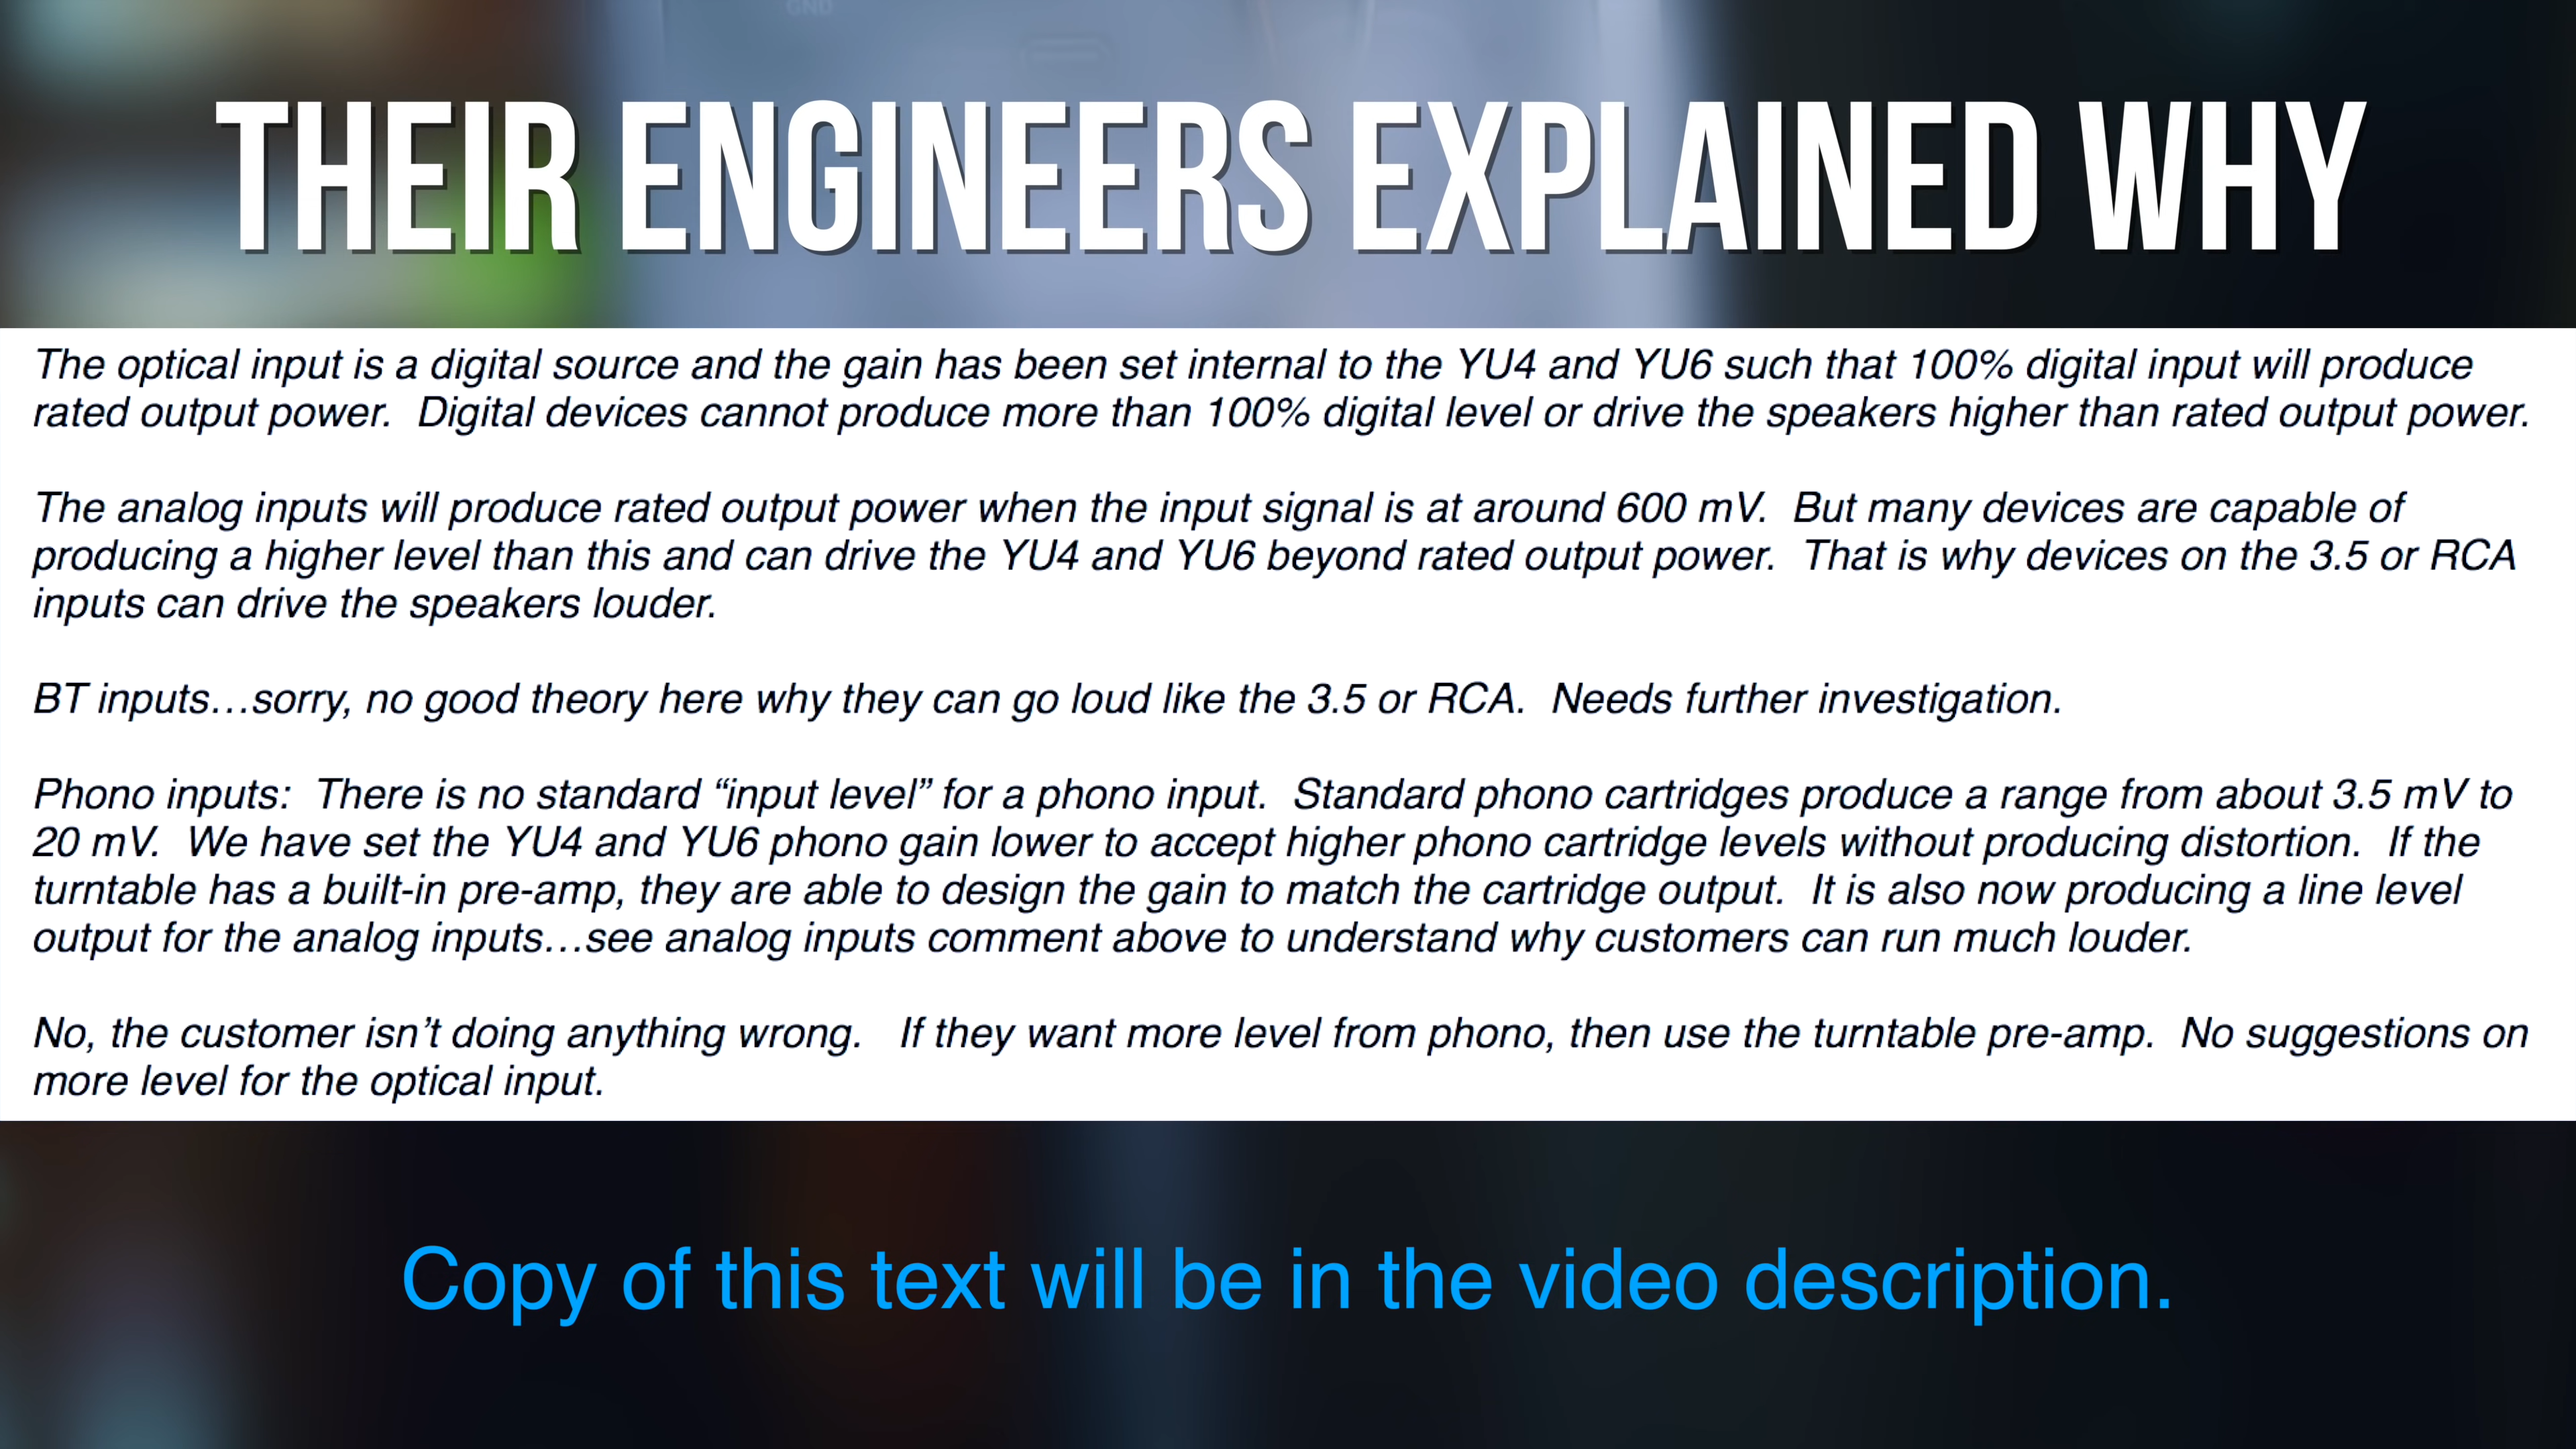 GND
THEIR ENGINEERS EXPLAINED WHY
The optical input is a digital source and the gain has been set internal to the YU4 and YU6 such that 100% digital input will produce
rated output power.  Digital devices cannot produce more than 100% digital level or drive the speakers higher than rated output power.
The analog inputs will produce rated output power when the input signal is at around 600 mV.  But many devices are capable of
producing a higher level than this and can drive the YU4 and YU6 beyond rated output power.  That is why devices on the 3.5 or RCA
inputs can drive the speakers louder.
BT inputs…sorry, no good theory here why they can go loud like the 3.5 or RCA.  Needs further investigation.
Phono inputs:  There is no standard “input level” for a phono input.  Standard phono cartridges produce a range from about 3.5 mV to
20 mV.  We have set the YU4 and YU6 phono gain lower to accept higher phono cartridge levels without producing distortion.  If the
turntable has a built-in pre-amp, they are able to design the gain to match the cartridge output.  It is also now producing a line level
output for the analog inputs…see analog inputs comment above to understand why customers can run much louder.
No, the customer isn’t doing anything wrong.   If they want more level from phono, then use the turntable pre-amp.  No suggestions on
more level for the optical input.
Copy of this text will be in the video description.